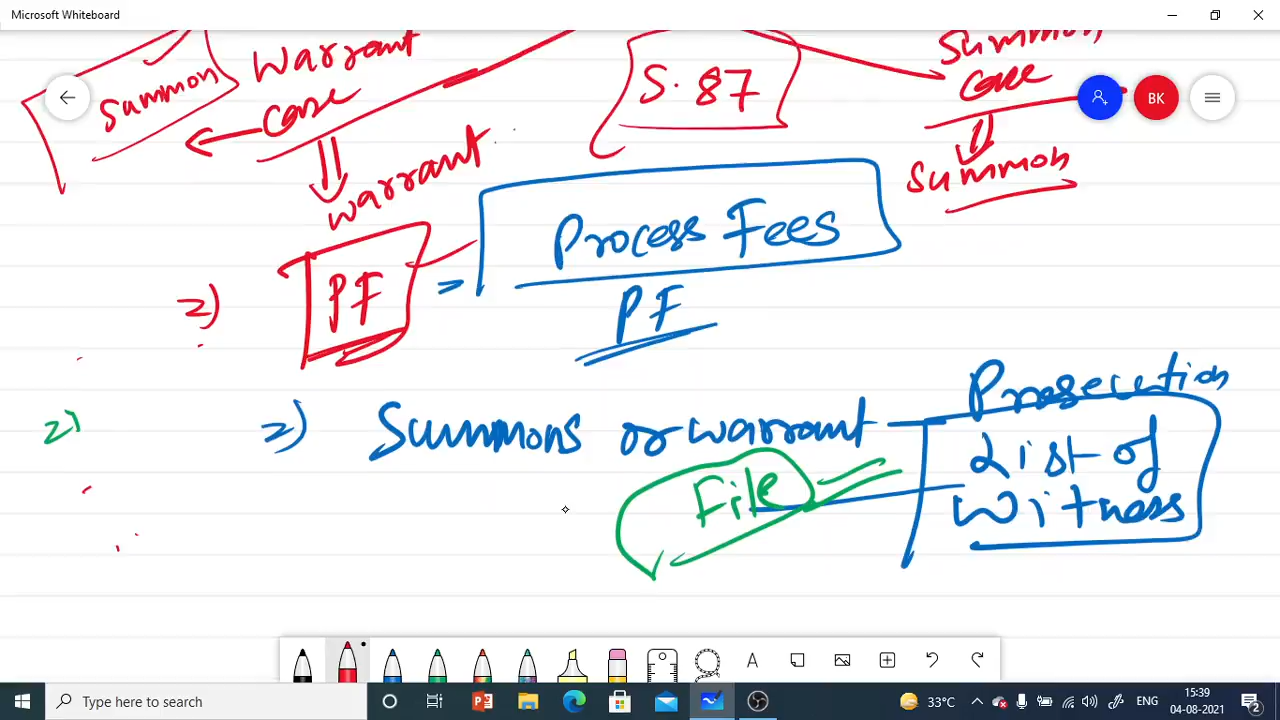 Microsoft Whiteboard
Summon
Warrant
case
S. 87
Summon
case
BK
warrant
Summon
2) PF = Process Fees
PF
2)
2) Summons or warrant
Prosecution
List of
Witness
File
A
Type here to search
33°C
ENG
15:39
04-08-2021
2